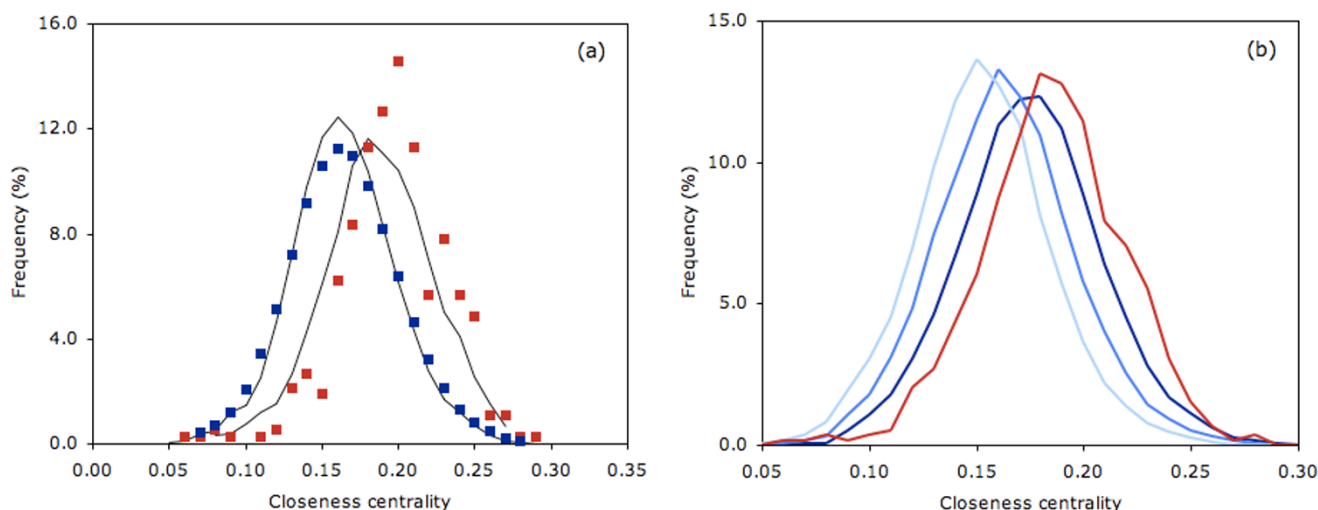 (a)
Frequency (%)
16.0
12.0
8.0
4.0
0.0
0.00 0.05 0.10 0.15 0.20 0.25 0.30 0.35
Closeness centrality
(b)
Frequency (%)
15.0
10.0
5.0
0.0
0.05 0.10 0.15 0.20 0.25 0.30
Closeness centrality